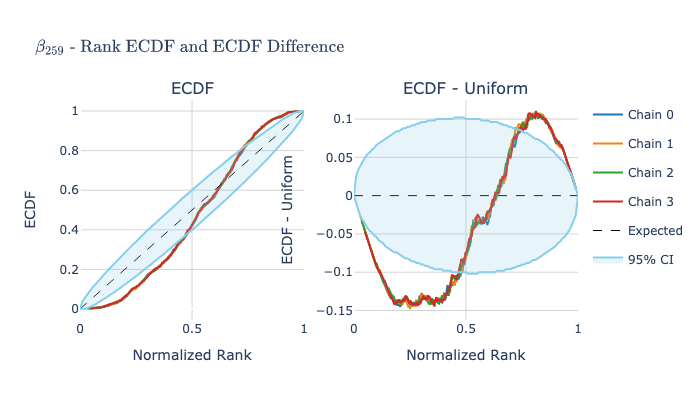 β259 - Rank ECDF and ECDF Difference
ECDF
ECDF - Uniform
1
0.8
0.6
0.4
0.2
0
0
0.5
1
ECDF
Normalized Rank
0.1
0.05
0
−0.05
−0.1
−0.15
0
0.5
1
ECDF - Uniform
Normalized Rank
Chain 0
Chain 1
Chain 2
Chain 3
Expected
95% CI